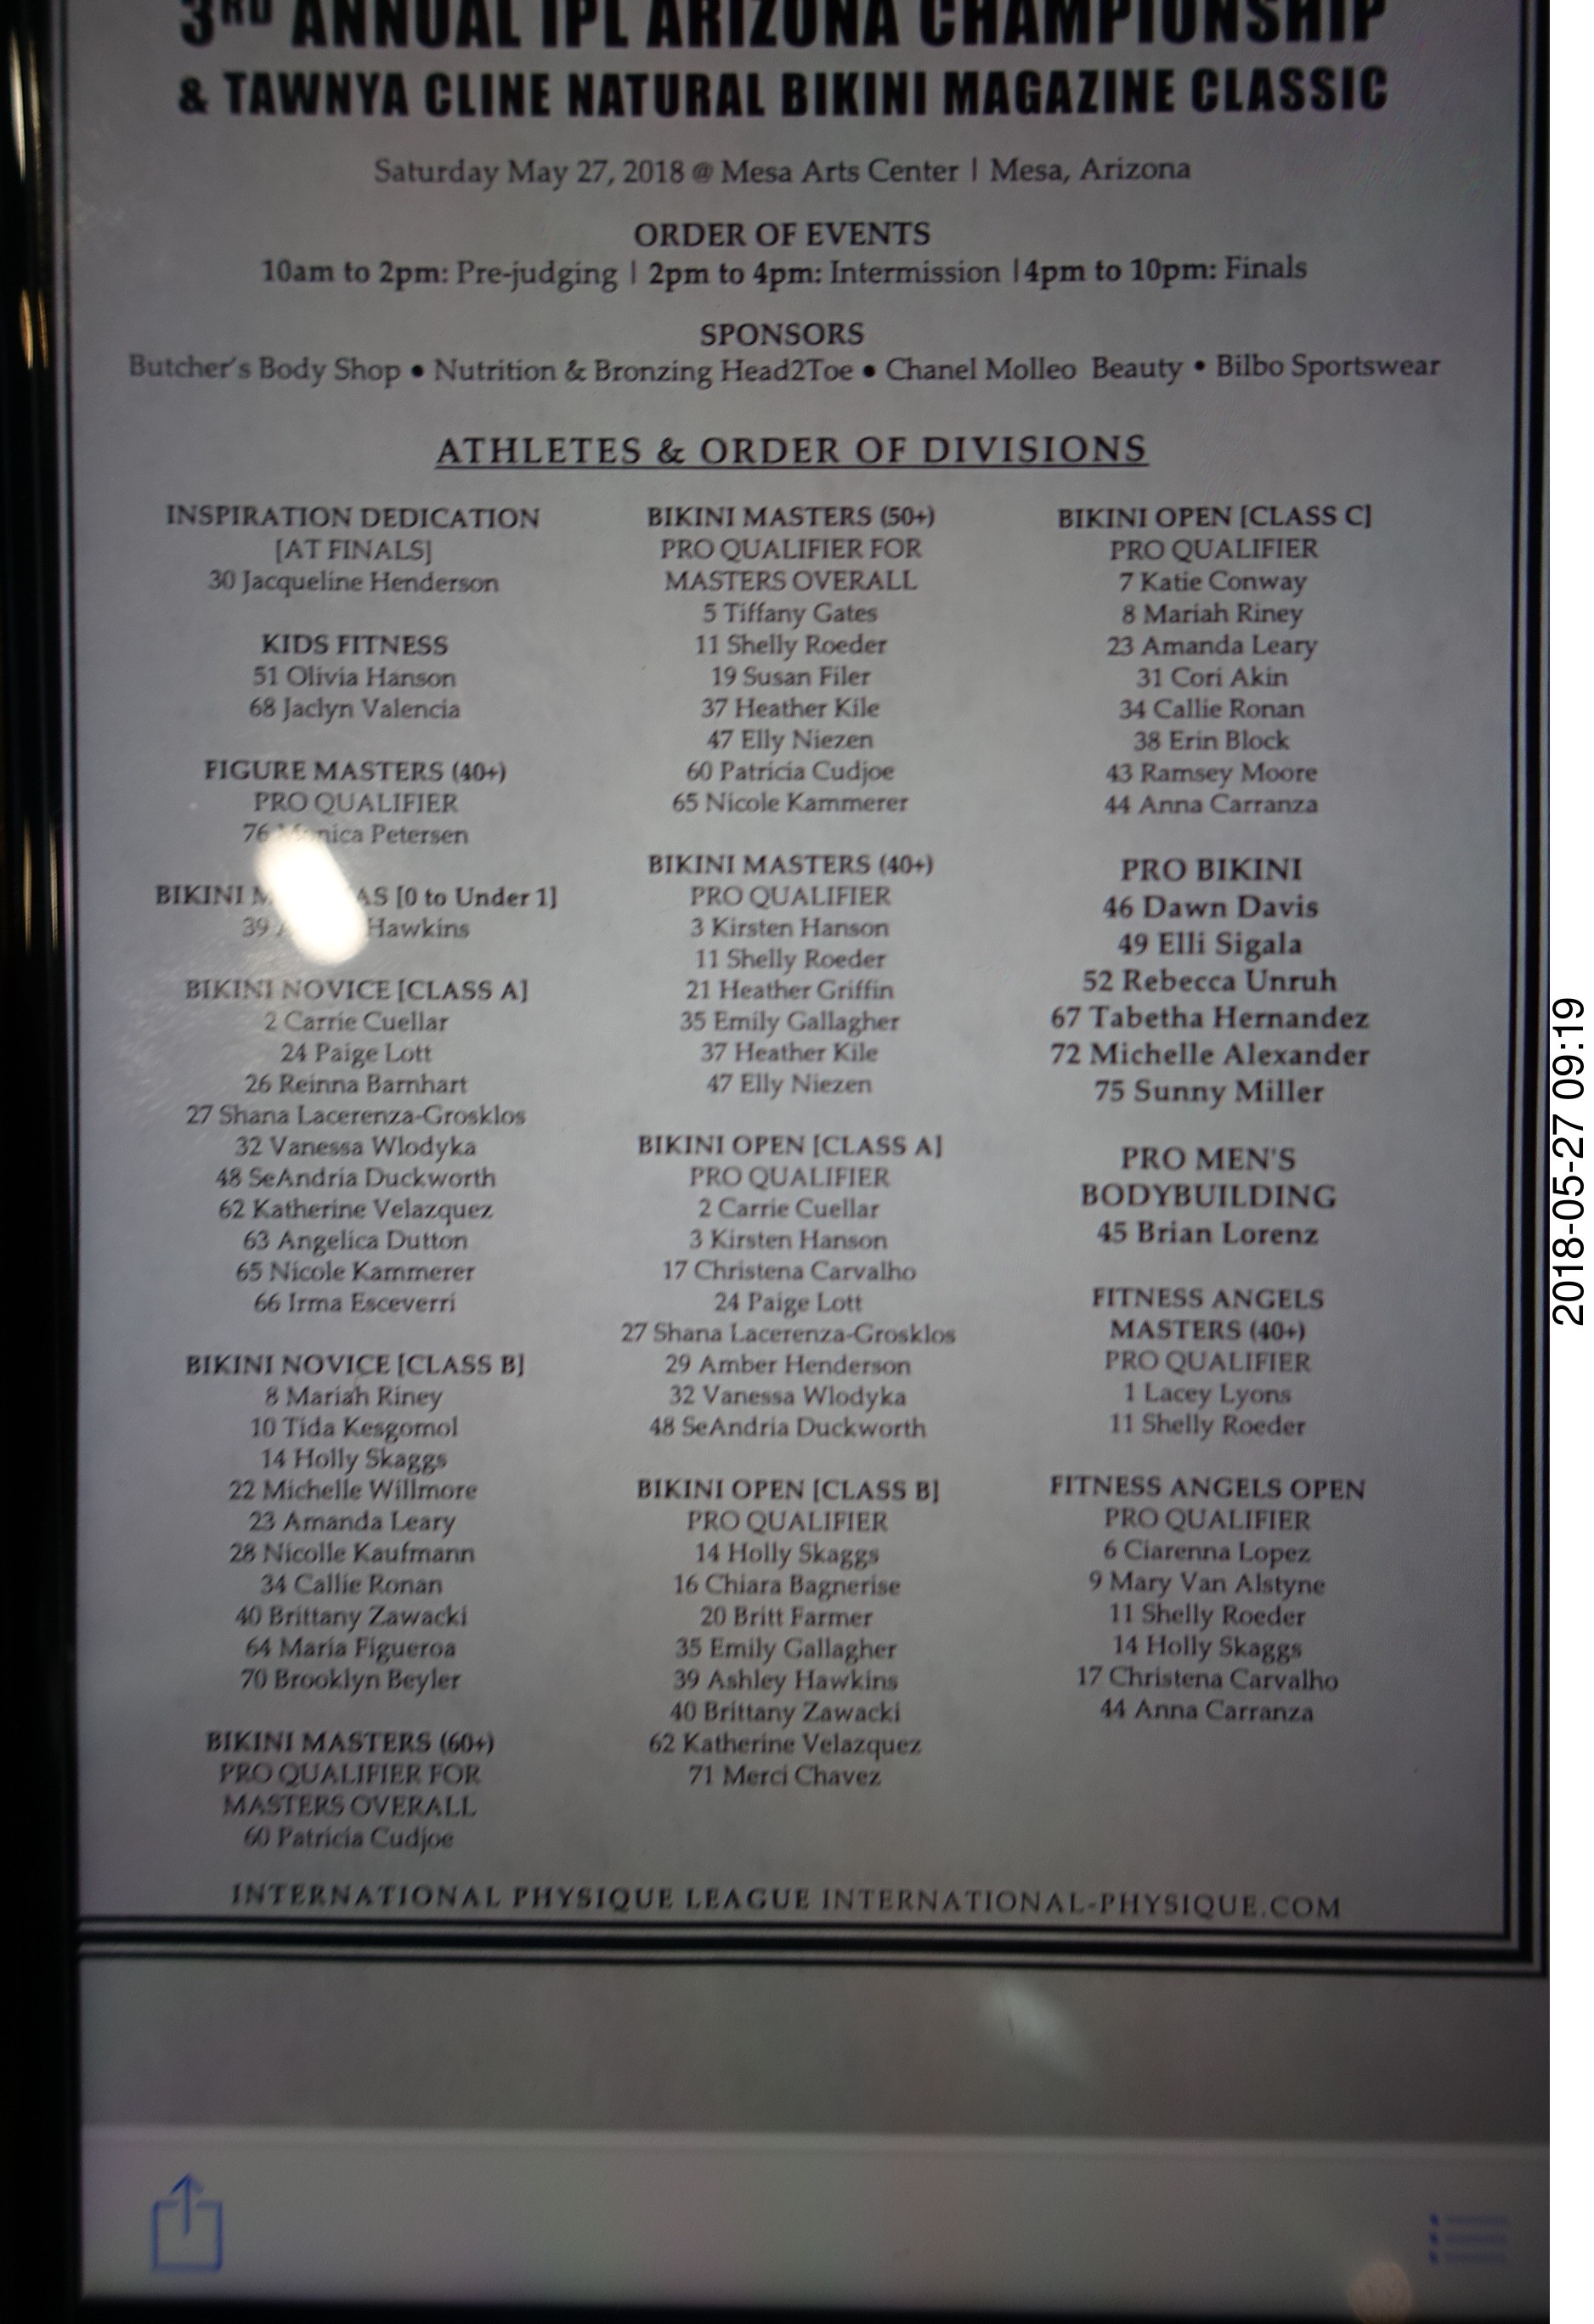 3RD ANNUAL IPL ARIZONA CHAMPIONSHIP
& TAWNYA CLINE NATURAL BIKINI MAGAZINE CLASSIC
Saturday May 27, 2018 @ Mesa Arts Center | Mesa, Arizona
ORDER OF EVENTS
10am to 2pm: Pre-judging | 2pm to 4pm: Intermission |4pm to 10pm: Finals
SPONSORS
Butcher's Body Shop • Nutrition & Bronzing Head2Toe • Chanel Molleo Beauty • Bilbo Sportswear
ATHLETES & ORDER OF DIVISIONS
INSPIRATION DEDICATION
[AT FINALS]
30 Jacqueline Henderson
KIDS FITNESS
51 Olivia Hanson
68 Jaclyn Valencia
FIGURE MASTERS (40+)
PRO QUALIFIER
76 Petersen
BIKINI [0 to Under 1]
39 Hawkins
BIKINI NOVICE [CLASS A]
2 Carrie Cuellar
24 Paige Lott
26 Reinna Barnhart
27 Shana Lacerenza-Grosklos
32 Vanessa Wlodyka
48 SeAndria Duckworth
62 Katherine Velazquez
63 Angelica Dutton
65 Nicole Kammerer
66 Irma Esceverri
BIKINI NOVICE [CLASS B]
8 Mariah Riney
10 Tida Kesgomol
14 Holly Skaggs
22 Michelle Willmore
23 Amanda Leary
28 Nicolle Kaufmann
34 Callie Ronan
40 Brittany Zawacki
64 Maria Figueroa
70 Brooklyn Beyler
BIKINI MASTERS (60+)
PRO QUALIFIER FOR
MASTERS OVERALL
60 Patricia Cudjoe
BIKINI MASTERS (50+)
PRO QUALIFIER FOR
MASTERS OVERALL
5 Tiffany Gates
11 Shelly Roeder
19 Susan Filer
37 Heather Kile
47 Elly Niezen
60 Patricia Cudjoe
65 Nicole Kammerer
BIKINI MASTERS (40+)
PRO QUALIFIER
3 Kirsten Hanson
11 Shelly Roeder
21 Heather Griffin
35 Emily Gallagher
37 Heather Kile
47 Elly Niezen
BIKINI OPEN [CLASS A]
PRO QUALIFIER
2 Carrie Cuellar
3 Kirsten Hanson
17 Christena Carvalho
24 Paige Lott
27 Shana Lacerenza-Grosklos
29 Amber Henderson
32 Vanessa Wlodyka
48 SeAndria Duckworth
BIKINI OPEN [CLASS B]
PRO QUALIFIER
14 Holly Skaggs
16 Chiara Bagnerise
20 Britt Farmer
35 Emily Gallagher
39 Ashley Hawkins
40 Brittany Zawacki
62 Katherine Velazquez
71 Merci Chavez
BIKINI OPEN [CLASS C]
PRO QUALIFIER
7 Katie Conway
8 Mariah Riney
23 Amanda Leary
31 Cori Akin
34 Callie Ronan
38 Erin Block
43 Ramsey Moore
44 Anna Carranza
PRO BIKINI
46 Dawn Davis
49 Elli Sigala
52 Rebecca Unruh
67 Tabetha Hernandez
72 Michelle Alexander
75 Sunny Miller
PRO MEN'S
BODYBUILDING
45 Brian Lorenz
FITNESS ANGELS
MASTERS (40+)
PRO QUALIFIER
1 Lacey Lyons
11 Shelly Roeder
FITNESS ANGELS OPEN
PRO QUALIFIER
6 Ciarenna Lopez
9 Mary Van Alstyne
11 Shelly Roeder
14 Holly Skaggs
17 Christena Carvalho
44 Anna Carranza
INTERNATIONAL PHYSIQUE LEAGUE INTERNATIONAL-PHYSIQUE.COM
2018-05-27 09:19